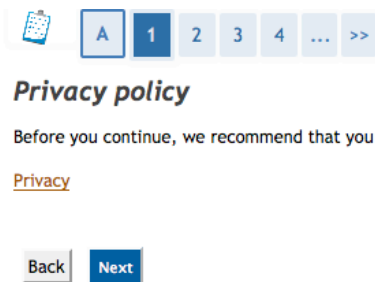 A 1 2 3 4 ... >>
Privacy policy
Before you continue, we recommend that you
Privacy
Back Next